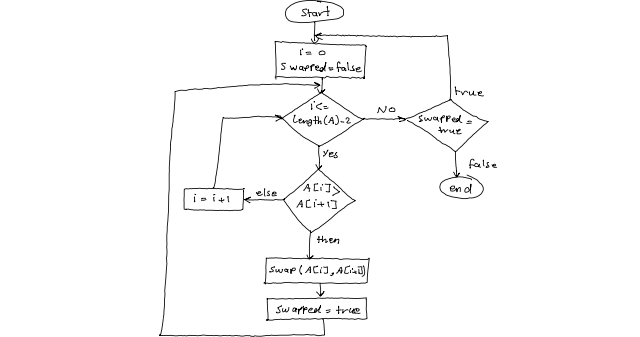 start
i = 0
swapped=false
i<=
length(A)-2
NO
swapped=
true
true
false
end
yes
A[i]>
A[i+1]
else
i = i+1
then
swap(A[i], A[i+1])
swapped = true